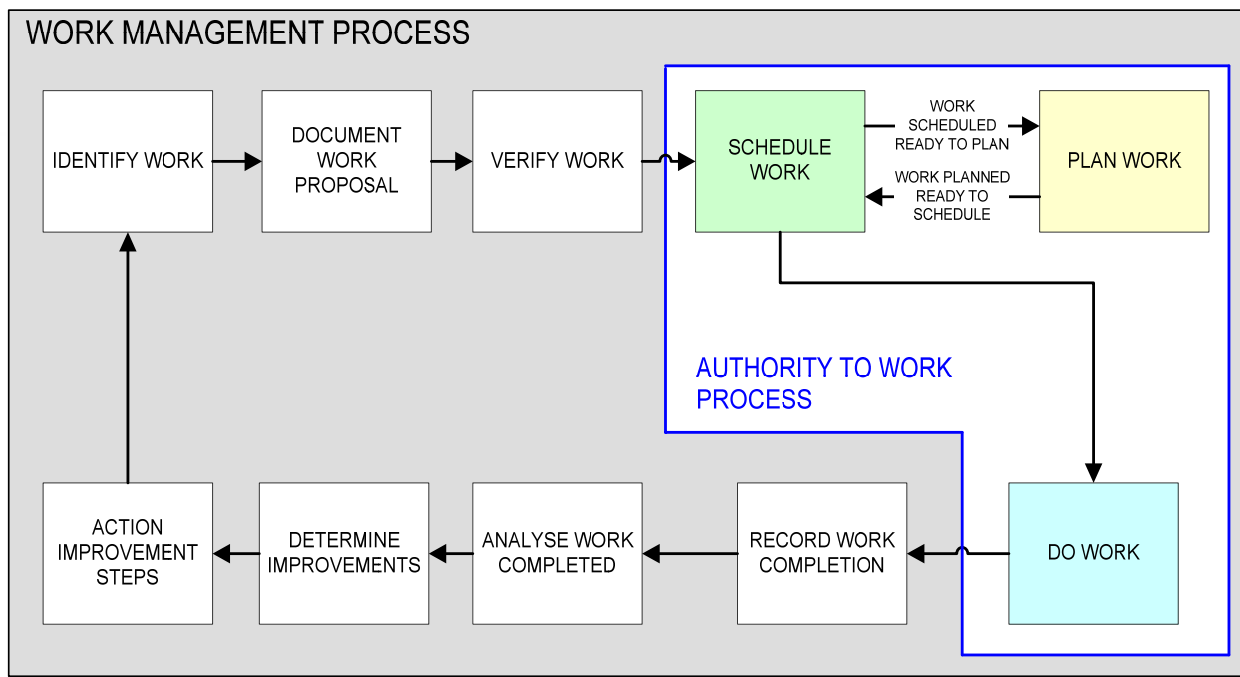 WORK MANAGEMENT PROCESS
IDENTIFY WORK
DOCUMENT
WORK
PROPOSAL
VERIFY WORK
SCHEDULE
WORK
WORK
SCHEDULED
READY TO PLAN
WORK PLANNED
READY TO
SCHEDULE
PLAN WORK
AUTHORITY TO WORK
PROCESS
ACTION
IMPROVEMENT
STEPS
DETERMINE
IMPROVEMENTS
ANALYSE WORK
COMPLETED
RECORD WORK
COMPLETION
DO WORK